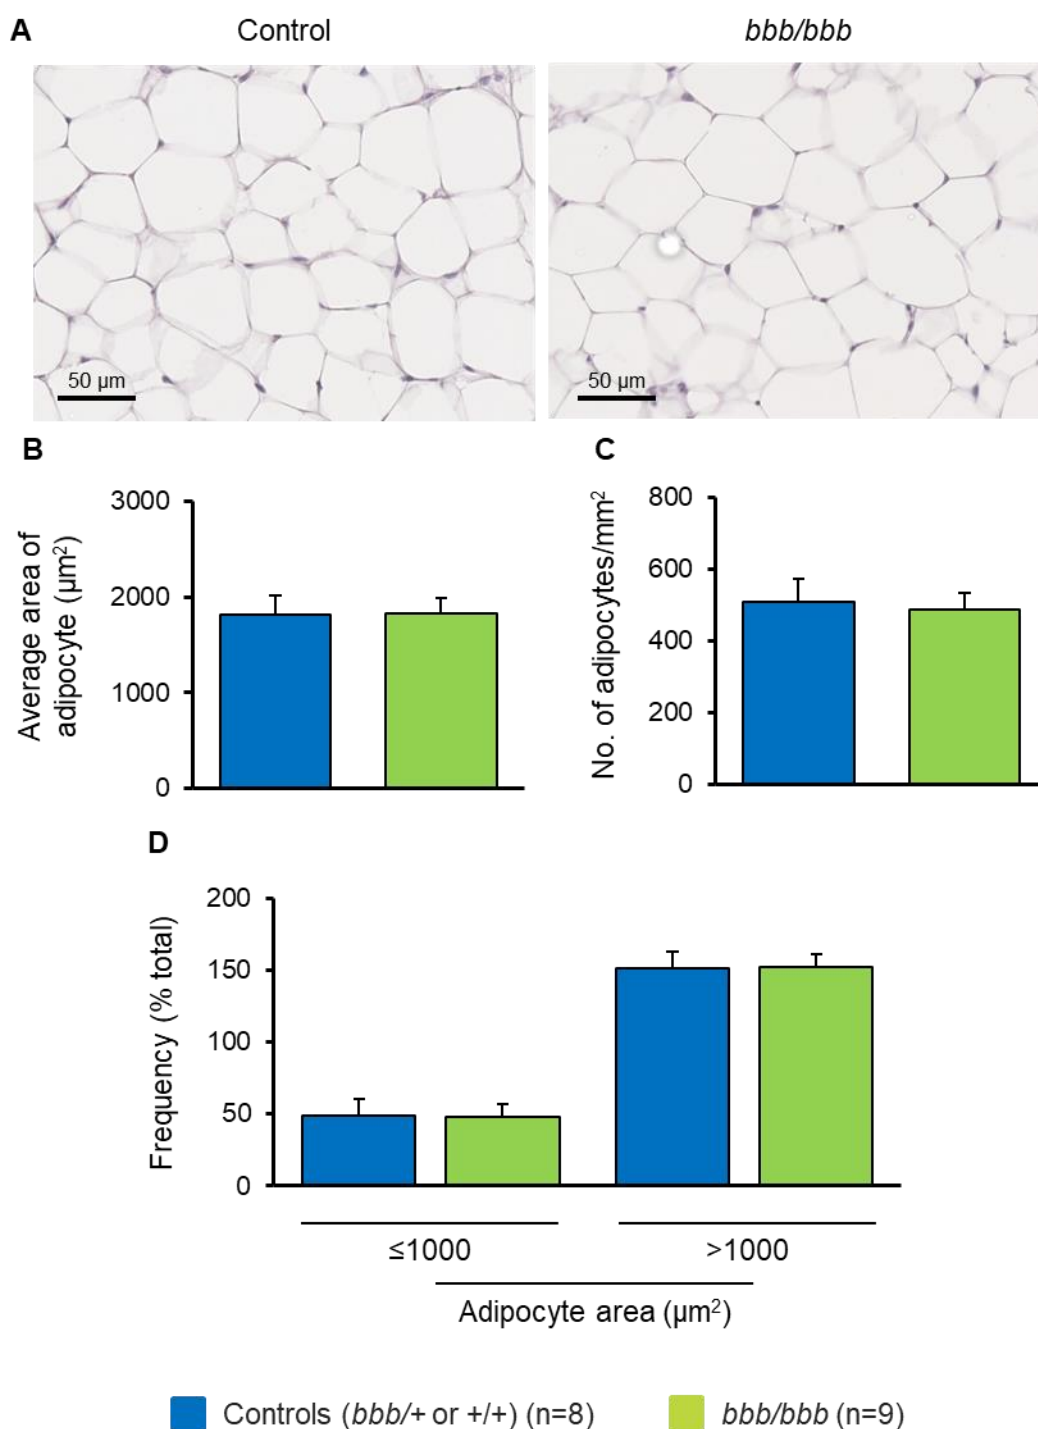 A
Control
bbb/bbb
50 µm
50 µm
B
Average area of
adipocyte (µm²)
3000
2000
1000
0
C
No. of adipocytes/mm²
800
600
400
200
0
D
Frequency (% total)
200
150
100
50
0
≤1000
>1000
Adipocyte area (µm²)
Controls (bbb/+ or +/+) (n=8)
bbb/bbb (n=9)